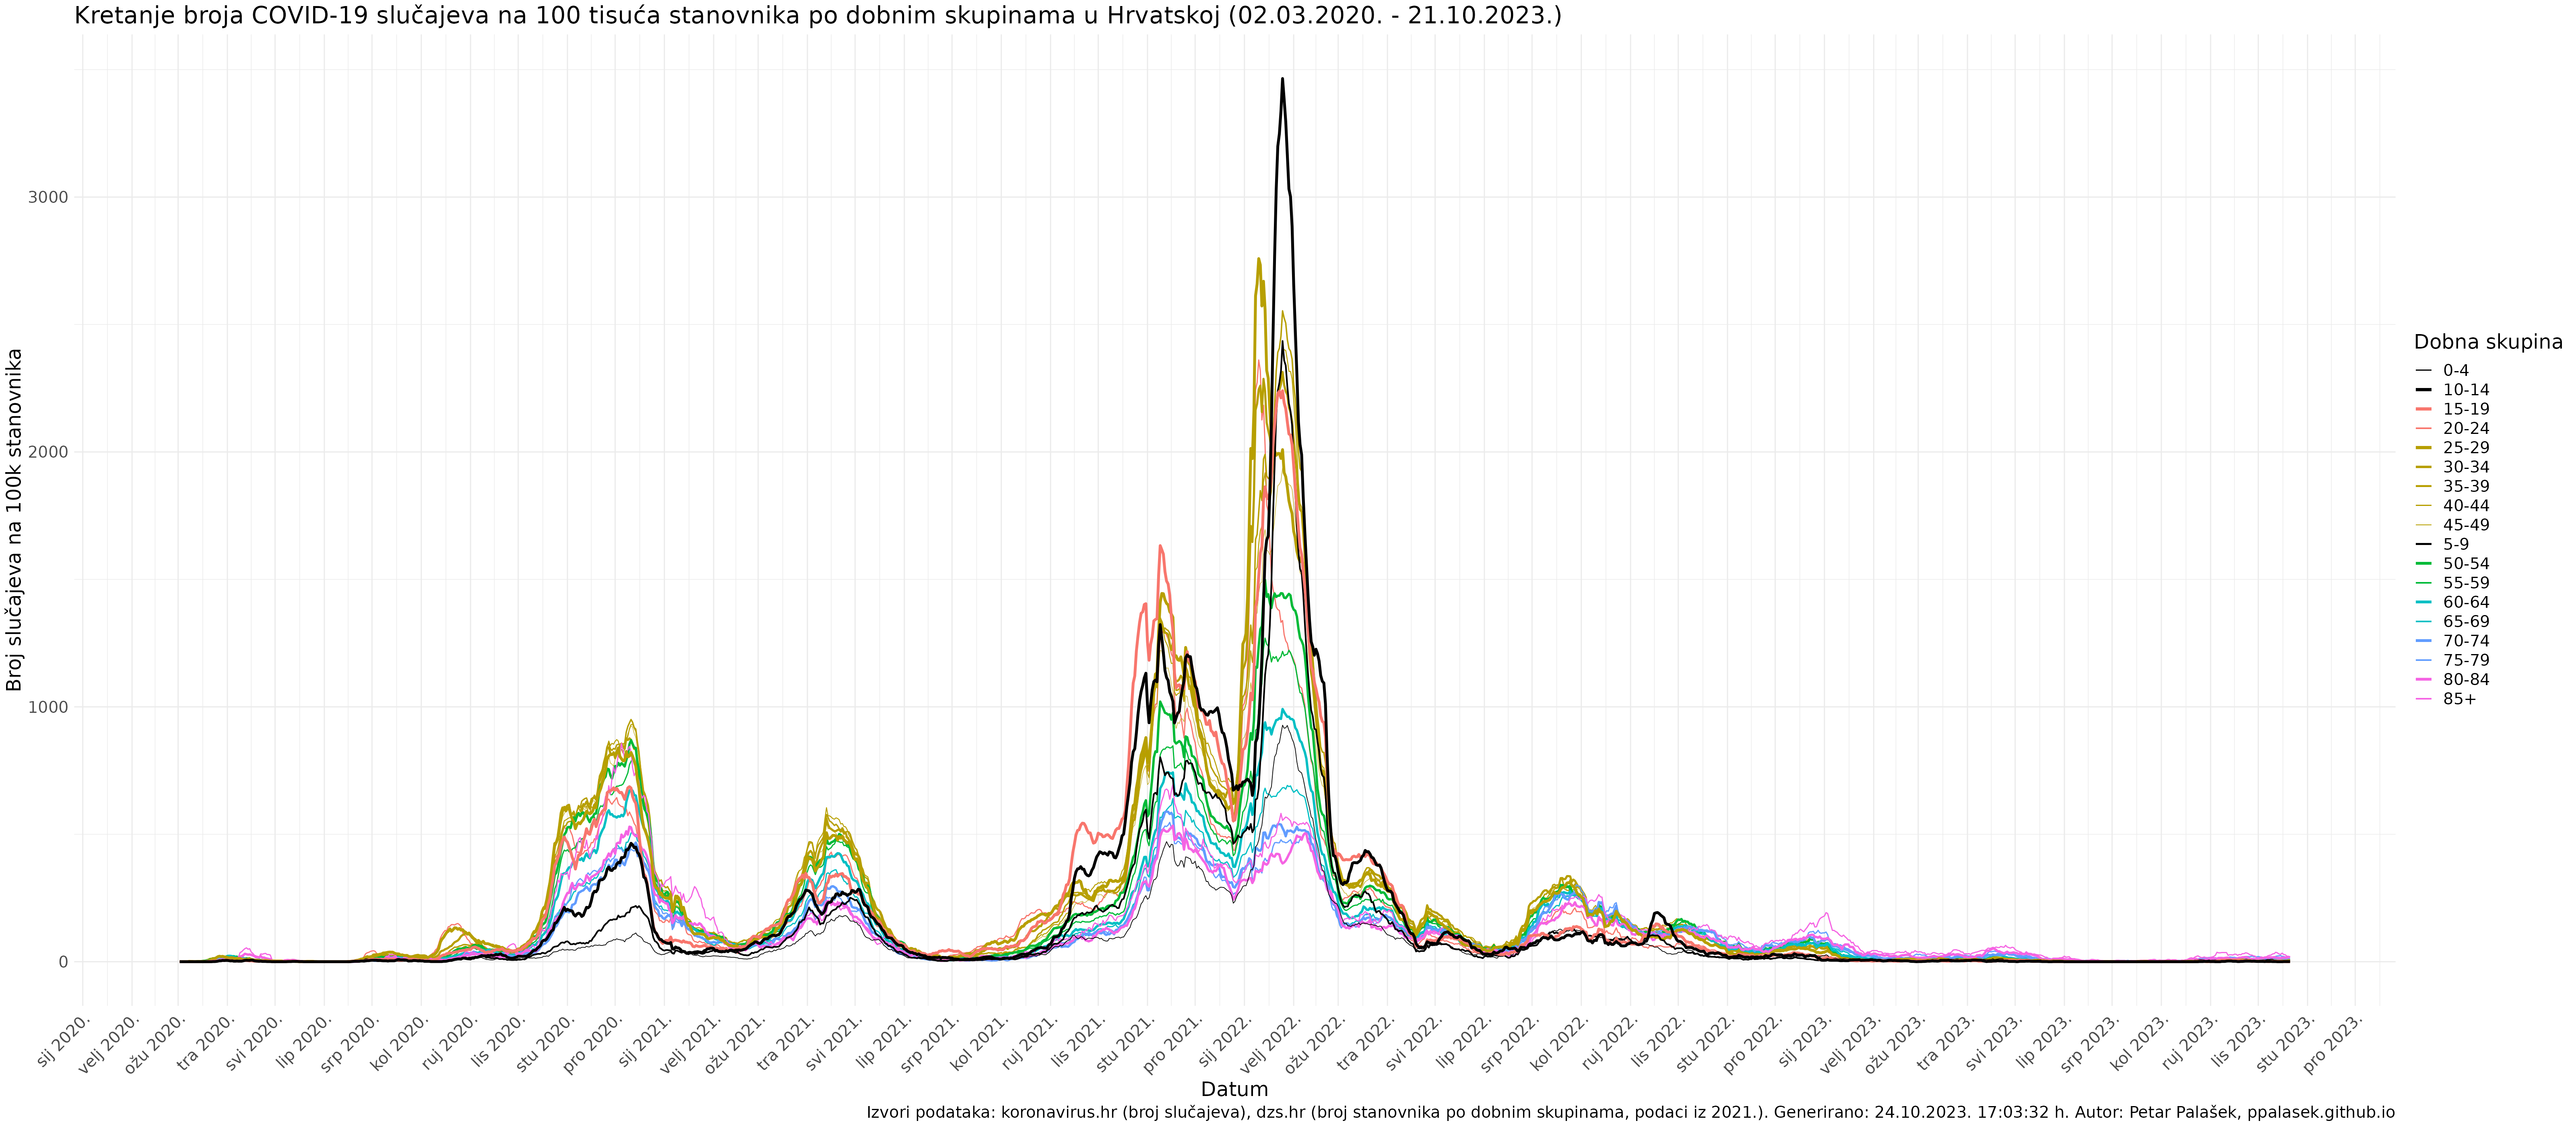 Kretanje broja COVID-19 slučajeva na 100 tisuća stanovnika po dobnim skupinama u Hrvatskoj (02.03.2020. - 21.10.2023.)
Broj slučajeva na 100k stanovnika
3000
2000
1000
0
sij 2020.
velj 2020.
ožu 2020.
tra 2020.
svi 2020.
lip 2020.
srp 2020.
kol 2020.
ruj 2020.
lis 2020.
stu 2020.
pro 2020.
sij 2021.
velj 2021.
ožu 2021.
tra 2021.
svi 2021.
lip 2021.
srp 2021.
kol 2021.
ruj 2021.
lis 2021.
stu 2021.
pro 2021.
sij 2022.
velj 2022.
ožu 2022.
tra 2022.
svi 2022.
lip 2022.
srp 2022.
kol 2022.
ruj 2022.
lis 2022.
stu 2022.
pro 2022.
sij 2023.
velj 2023.
ožu 2023.
tra 2023.
svi 2023.
lip 2023.
srp 2023.
kol 2023.
ruj 2023.
lis 2023.
stu 2023.
pro 2023.
Datum
Dobna skupina
0-4
10-14
15-19
20-24
25-29
30-34
35-39
40-44
45-49
5-9
50-54
55-59
60-64
65-69
70-74
75-79
80-84
85+
Izvori podataka: koronavirus.hr (broj slučajeva), dzs.hr (broj stanovnika po dobnim skupinama, podaci iz 2021.). Generirano: 24.10.2023. 17:03:32 h. Autor: Petar Palašek, ppalasek.github.io